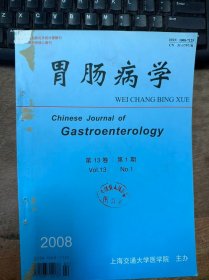 胃肠病学
WEI CHANG BING XUE
Chinese Journal of
Gastroenterology
第13卷 第1期
Vol.13 No.1
2008
上海交通大学医学院 主办